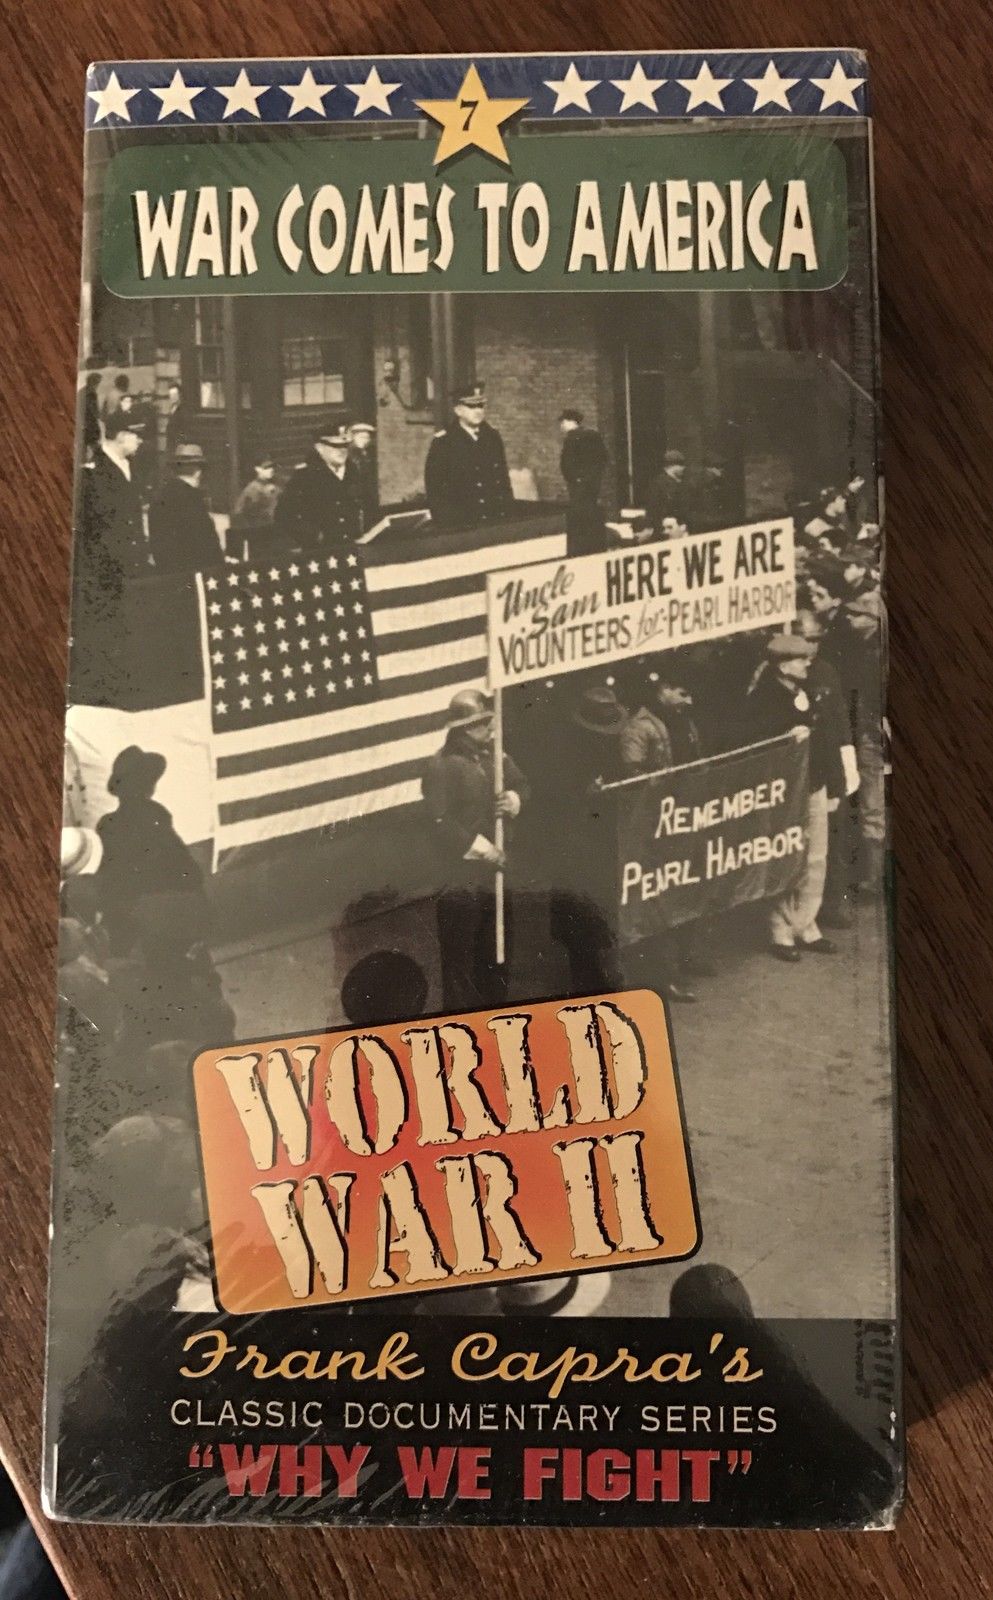 7
WAR COMES TO AMERICA
Uncle Sam HERE WE ARE
VOLUNTEERS for PEARL HARBOR
REMEMBER
PEARL HARBOR
WORLD
WAR II
Frank Capra's
CLASSIC DOCUMENTARY SERIES
"WHY WE FIGHT"